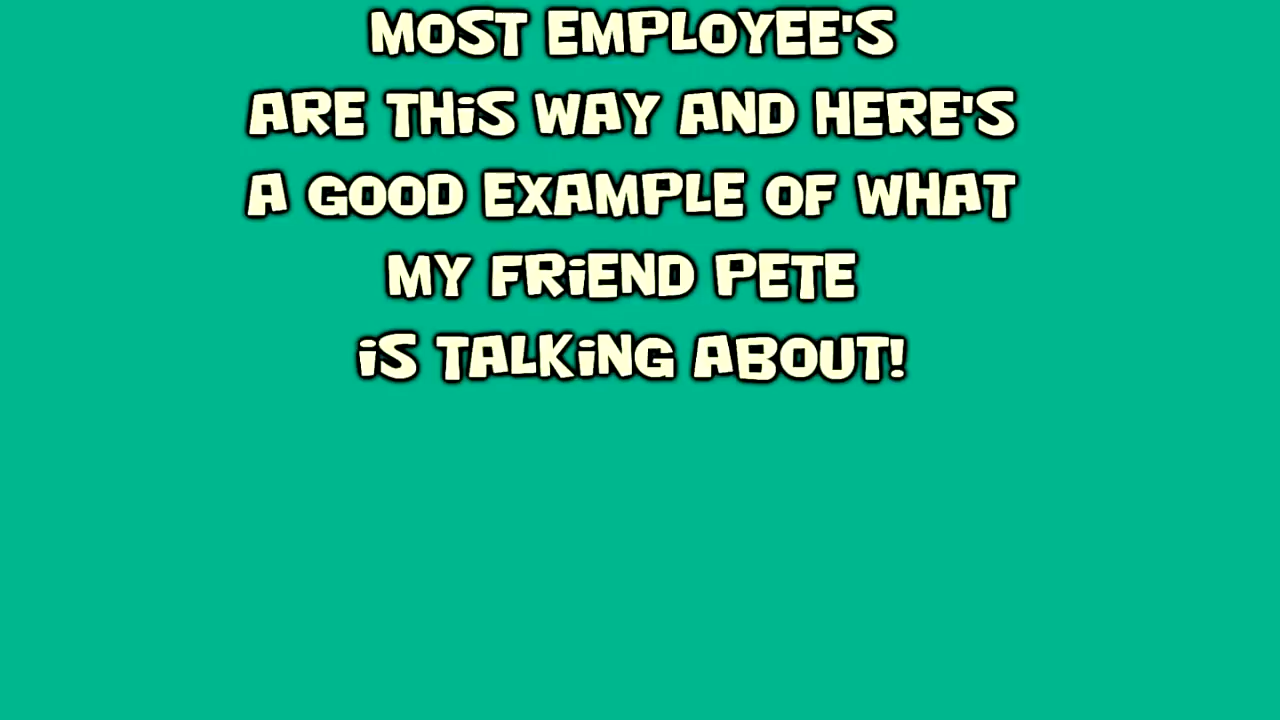 MOST EMPLOYEE'S
ARE THiS WAY AND HERE'S
A GOOD EXAMPLE OF WHAT
MY FRiEND PETE
iS TALKiNG ABOUT!